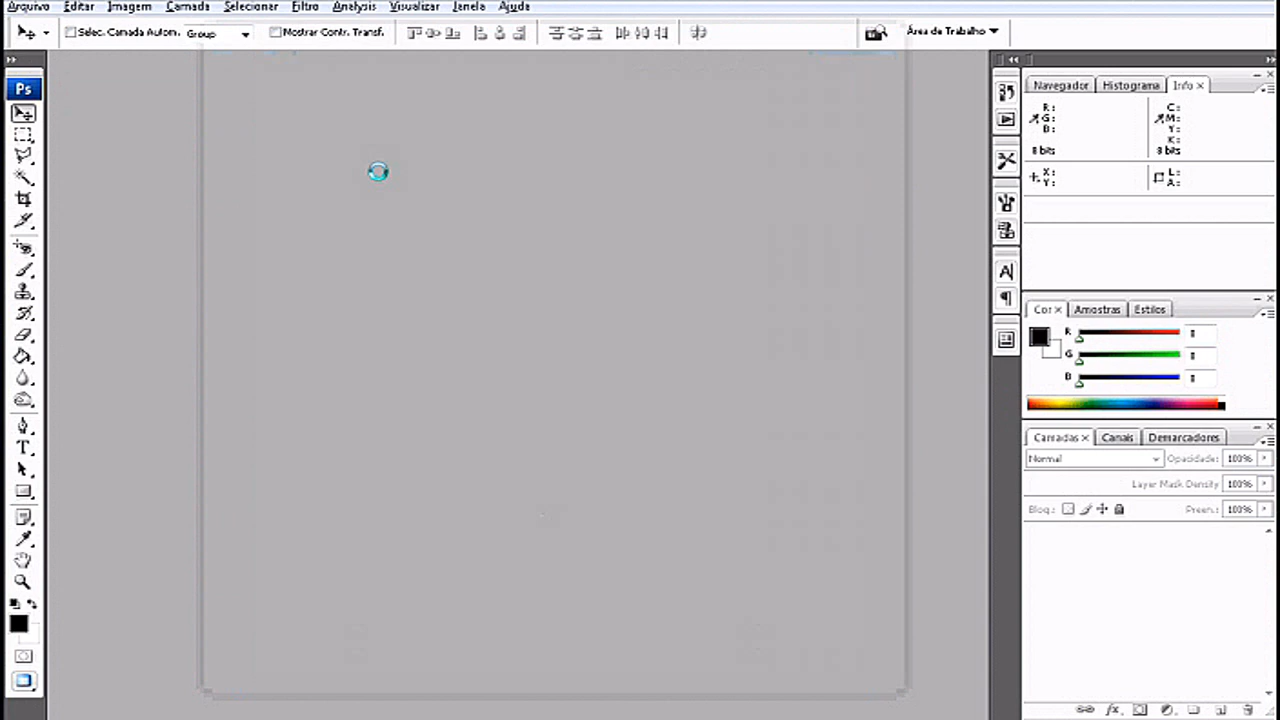 Arquivo Editar Imagem Camada Selecionar Filtro Analysis Visualizar Janela Ajuda
Selec. Camada Autom. Group Mostrar Contr. Transf. Área de Trabalho
Ps
Navegador Histograma Info x
R: C:
G: M:
B: Y:
K:
8 bits 8 bits
X: L:
Y: A:
Cor x Amostras Estilos
R
G
B
Camadas x Canais Demarcadores
Normal Opacidade: 100%
Layer Mask Density 100%
Bloq.: Preen.: 100%
T
A
fx